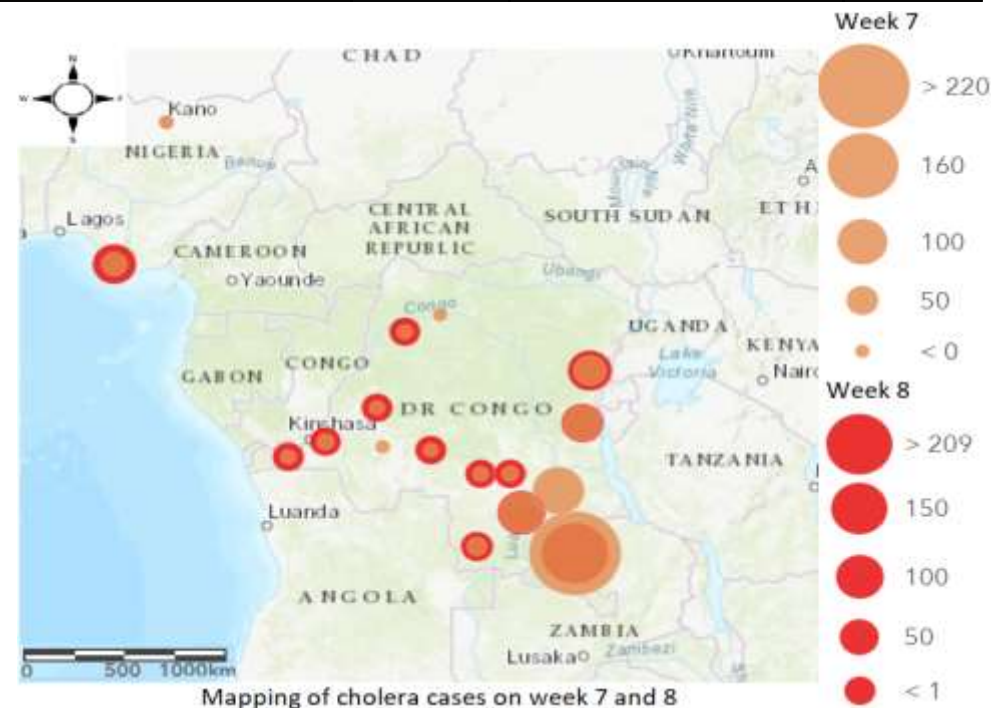 Week 7
N
W
S
CHAD
Khartoum
> 220
Kano
NIGERIA
Benue
160
CENTRAL
AFRICAN
REPUBLIC
SOUTH SUDAN
ETH
Lagos
CAMEROON
Yaounde
Ubangi
100
Congo
50
UGANDA
KENYA
< 0
CONGO
GABON
Lake
Victoria
Nairo
Week 8
DR CONGO
Kinshasa
> 209
TANZANIA
Luanda
150
ANGOLA
100
ZAMBIA
Lusaka
Zambezi
50
0 500 1000km
< 1
Mapping of cholera cases on week 7 and 8